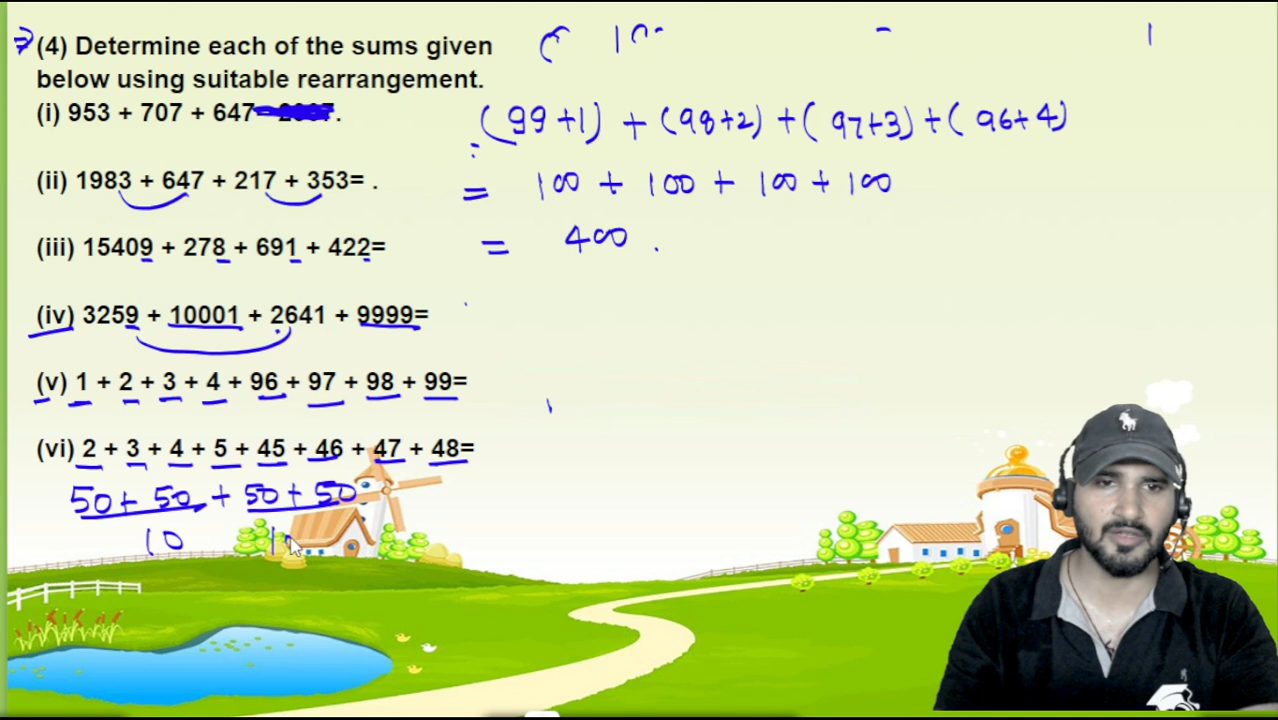 (4) Determine each of the sums given
below using suitable rearrangement.
(i) 953 + 707 + 647
(ii) 1983 + 647 + 217 + 353= .
(iii) 15409 + 278 + 691 + 422=
(iv) 3259 + 10001 + 2641 + 9999=
(v) 1 + 2 + 3 + 4 + 96 + 97 + 98 + 99=
(vi) 2 + 3 + 4 + 5 + 45 + 46 + 47 + 48=
50 + 50 + 50 + 50
10 10
(99+1) + (98+2) + (97+3) + (96+4)
= 100 + 100 + 100 + 100
= 400 .